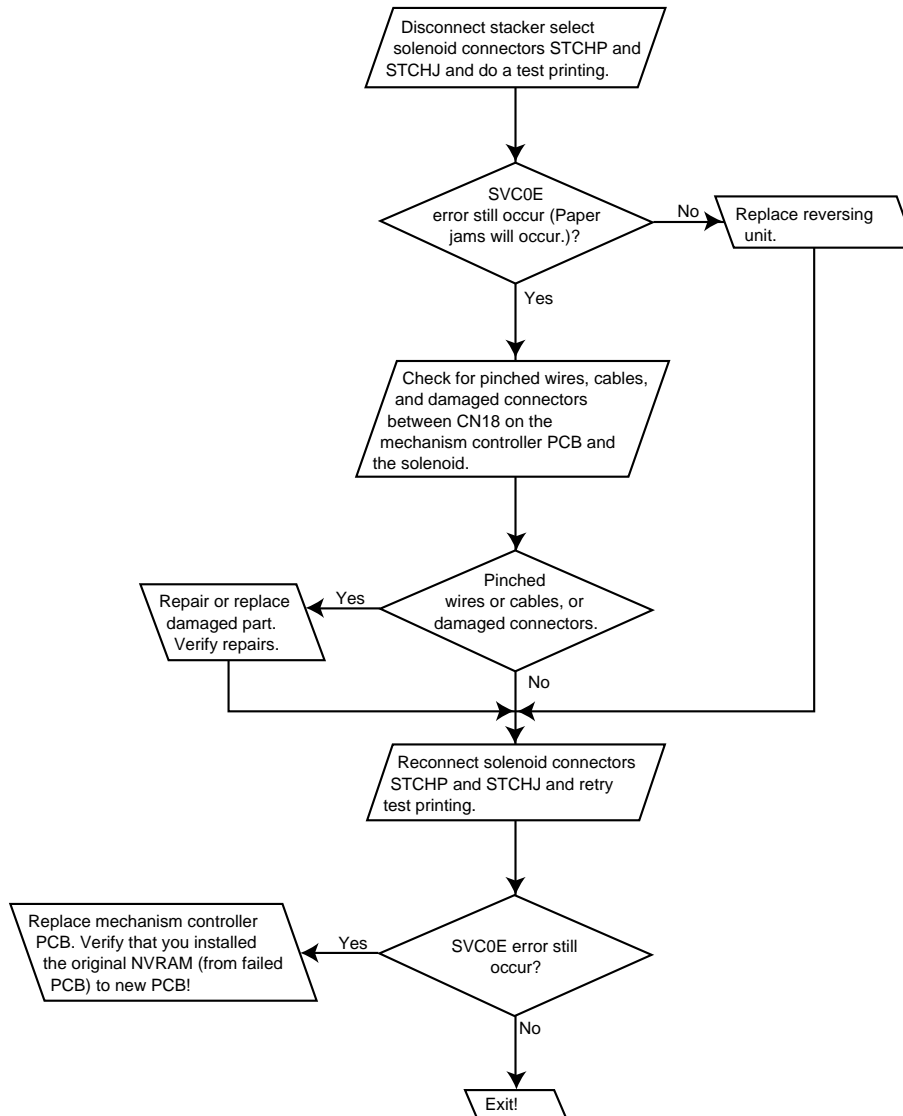 Disconnect stacker select
solenoid connectors STCHP and
STCHJ and do a test printing.
SVC0E
error still occur (Paper
jams will occur.)?
No
Replace reversing
unit.
Yes
Check for pinched wires, cables,
and damaged connectors
between CN18 on the
mechanism controller PCB and
the solenoid.
Pinched
wires or cables, or
damaged connectors.
Yes
Repair or replace
damaged part.
Verify repairs.
No
Reconnect solenoid connectors
STCHP and STCHJ and retry
test printing.
SVC0E error still
occur?
Yes
Replace mechanism controller
PCB. Verify that you installed
the original NVRAM (from failed
PCB) to new PCB!
No
Exit!